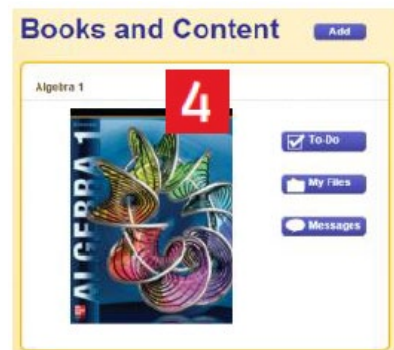 Books and Content
Add
Algebra 1
4
ALGEBRA 1
To-Do
My Files
Messages